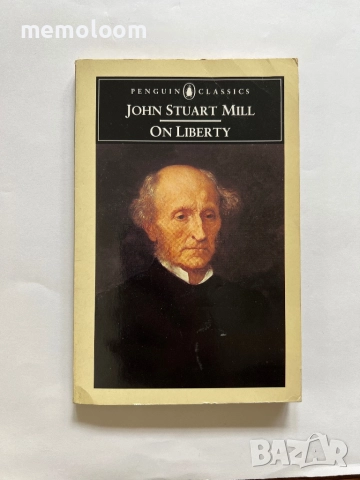 memoloom
PENGUIN CLASSICS
JOHN STUART MILL
ON LIBERTY
BAZAR